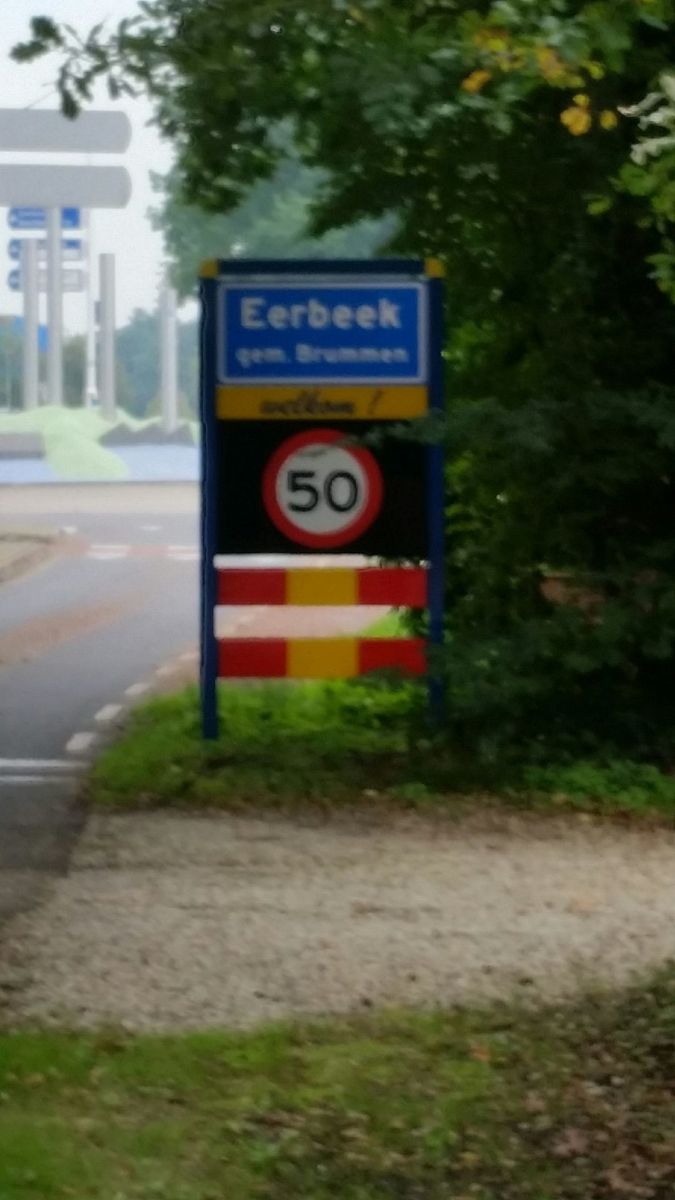 Eerbeek
gem. Brummen
welkom !
50